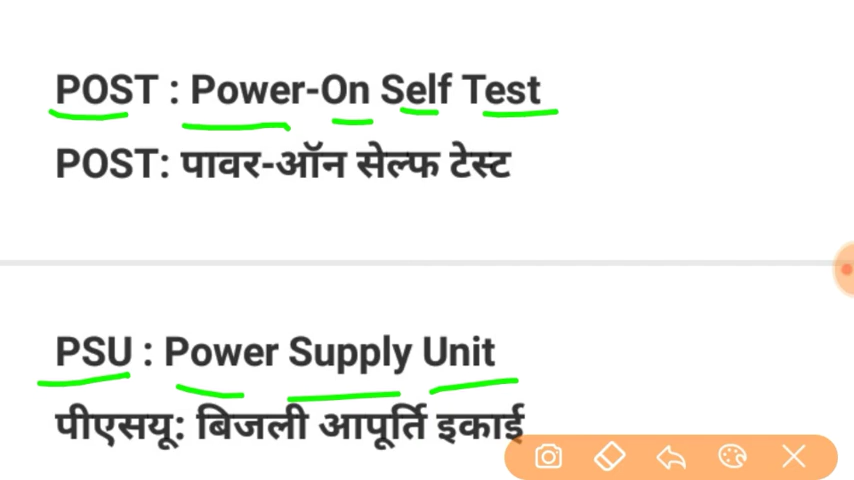 POST : Power-On Self Test
POST: पावर-ऑन सेल्फ टेस्ट
PSU : Power Supply Unit
पीएसयू: बिजली आपूर्ति इकाई